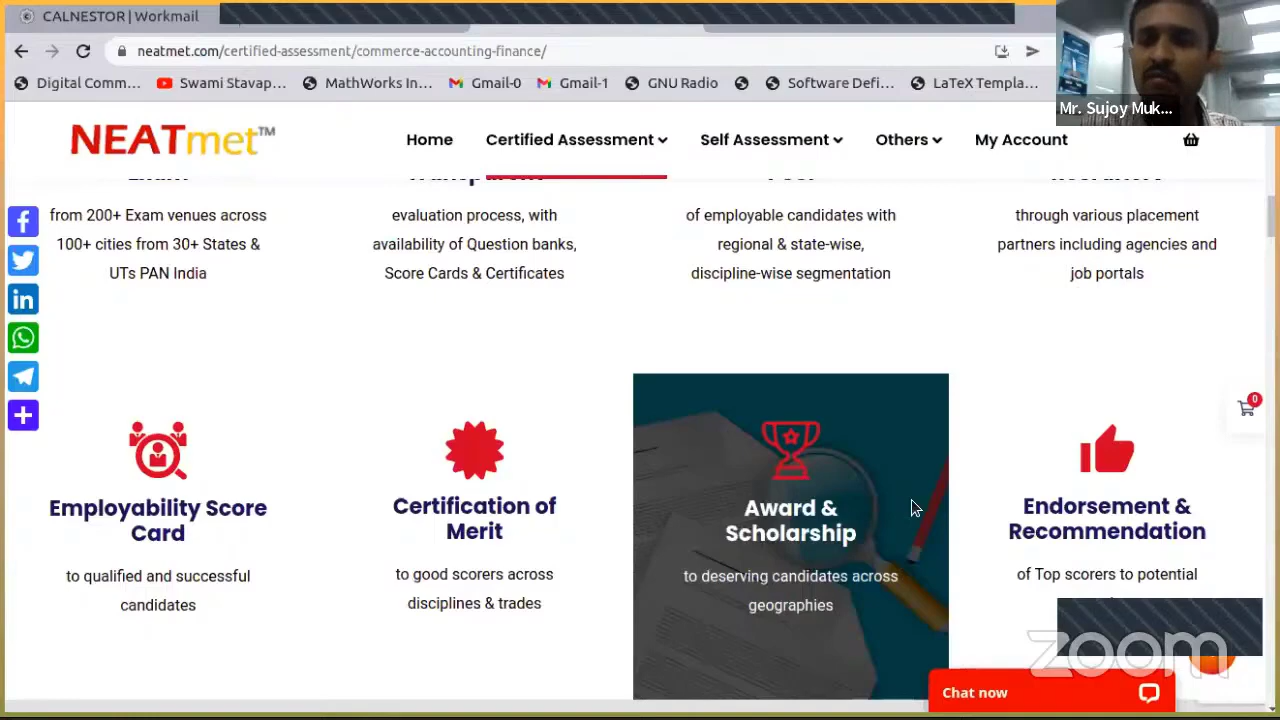 CALNESTOR | Workmail
neatmet.com/certified-assessment/commerce-accounting-finance/
Digital Comm... Swami Stavap... MathWorks In... Gmail-0 Gmail-1 GNU Radio Software Defi... LaTeX Templa...
Mr. Sujoy Muk...
NEATmet™
Home Certified Assessment Self Assessment Others My Account
from 200+ Exam venues across
100+ cities from 30+ States &
UTs PAN India
evaluation process, with
availability of Question banks,
Score Cards & Certificates
of employable candidates with
regional & state-wise,
discipline-wise segmentation
through various placement
partners including agencies and
job portals
0
Employability Score
Card
to qualified and successful
candidates
Certification of
Merit
to good scorers across
disciplines & trades
Award &
Scholarship
to deserving candidates across
geographies
Endorsement &
Recommendation
of Top scorers to potential
zoom
Chat now